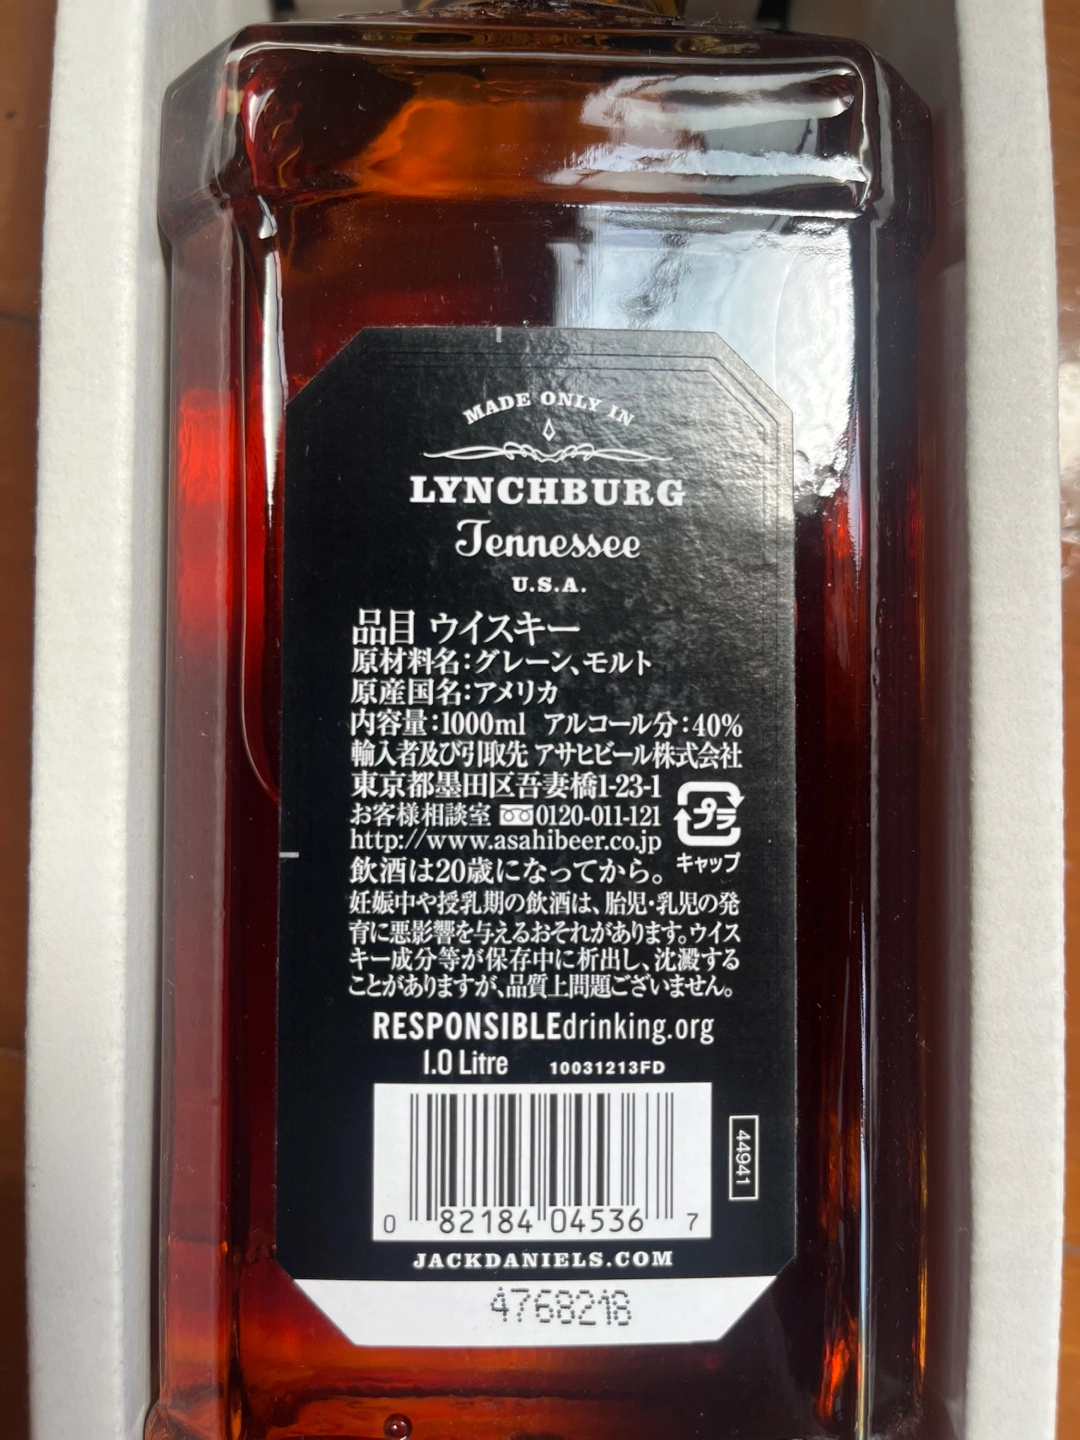 MADE ONLY IN
LYNCHBURG
Tennessee
U.S.A.
品目 ウイスキー
原材料名：グレーン、モルト
原産国名：アメリカ
内容量：1000ml アルコール分：40%
輸入者及び引取先 アサヒビール株式会社
東京都墨田区吾妻橋1-23-1
お客様相談室 0120-011-121
http://www.asahibeer.co.jp
プラ
キャップ
飲酒は20歳になってから。
妊娠中や授乳期の飲酒は、胎児・乳児の発
育に悪影響を与えるおそれがあります。ウイス
キー成分等が保存中に析出し、沈澱する
ことがありますが、品質上問題ございません。
RESPONSIBLEdrinking.org
1.0 Litre 10031213FD
44941
0 82184 04536 7
JACKDANIELS.COM
4768218